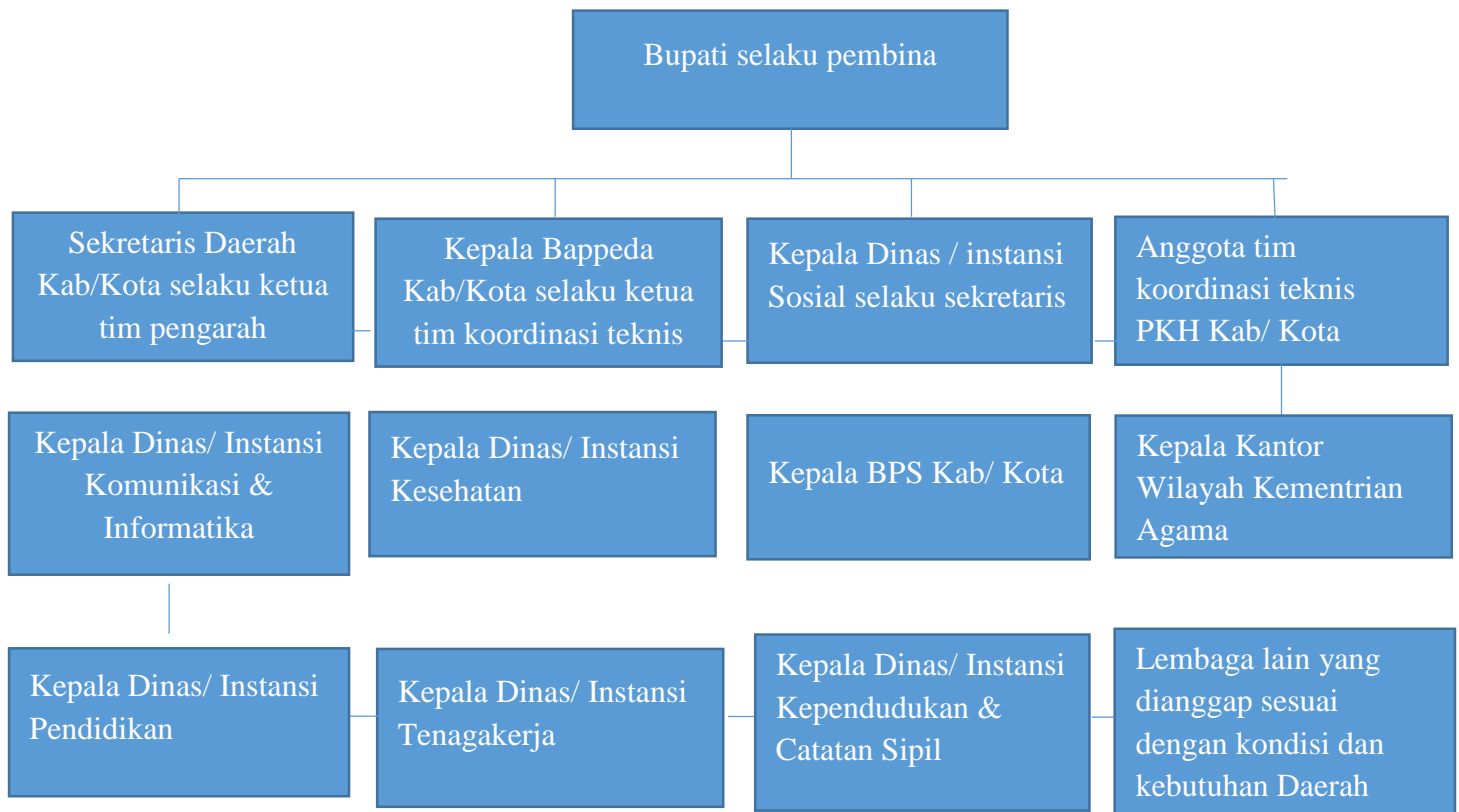 Bupati selaku pembina
Sekretaris Daerah
Kab/Kota selaku ketua
tim pengarah
Kepala Bappeda
Kab/Kota selaku ketua
tim koordinasi teknis
Kepala Dinas / instansi
Sosial selaku sekretaris
Anggota tim
koordinasi teknis
PKH Kab/ Kota
Kepala Dinas/ Instansi
Komunikasi &
Informatika
Kepala Dinas/ Instansi
Kesehatan
Kepala BPS Kab/ Kota
Kepala Kantor
Wilayah Kementrian
Agama
Kepala Dinas/ Instansi
Pendidikan
Kepala Dinas/ Instansi
Tenagakerja
Kepala Dinas/ Instansi
Kependudukan &
Catatan Sipil
Lembaga lain yang
dianggap sesuai
dengan kondisi dan
kebutuhan Daerah